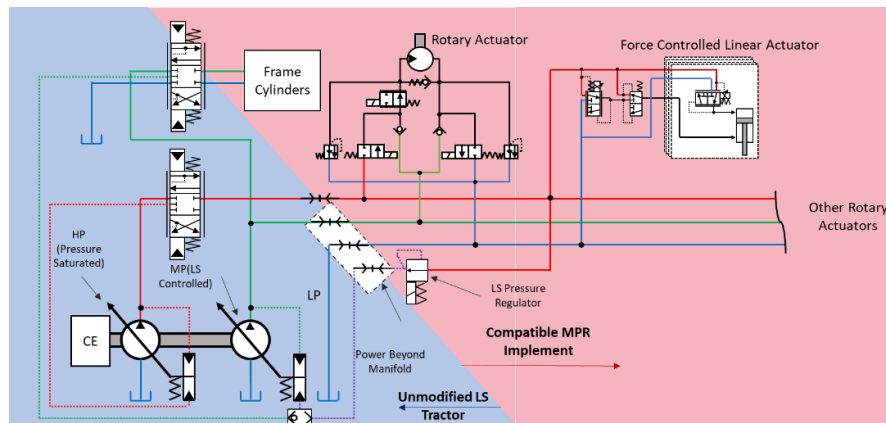 Rotary Actuator
Force Controlled Linear Actuator
Frame
Cylinders
Other Rotary
Actuators
HP
(Pressure
Saturated)
MP(LS
Controlled)
LP
LS Pressure
Regulator
CE
Power Beyond
Manifold
Compatible MPR
Implement
Unmodified LS
Tractor